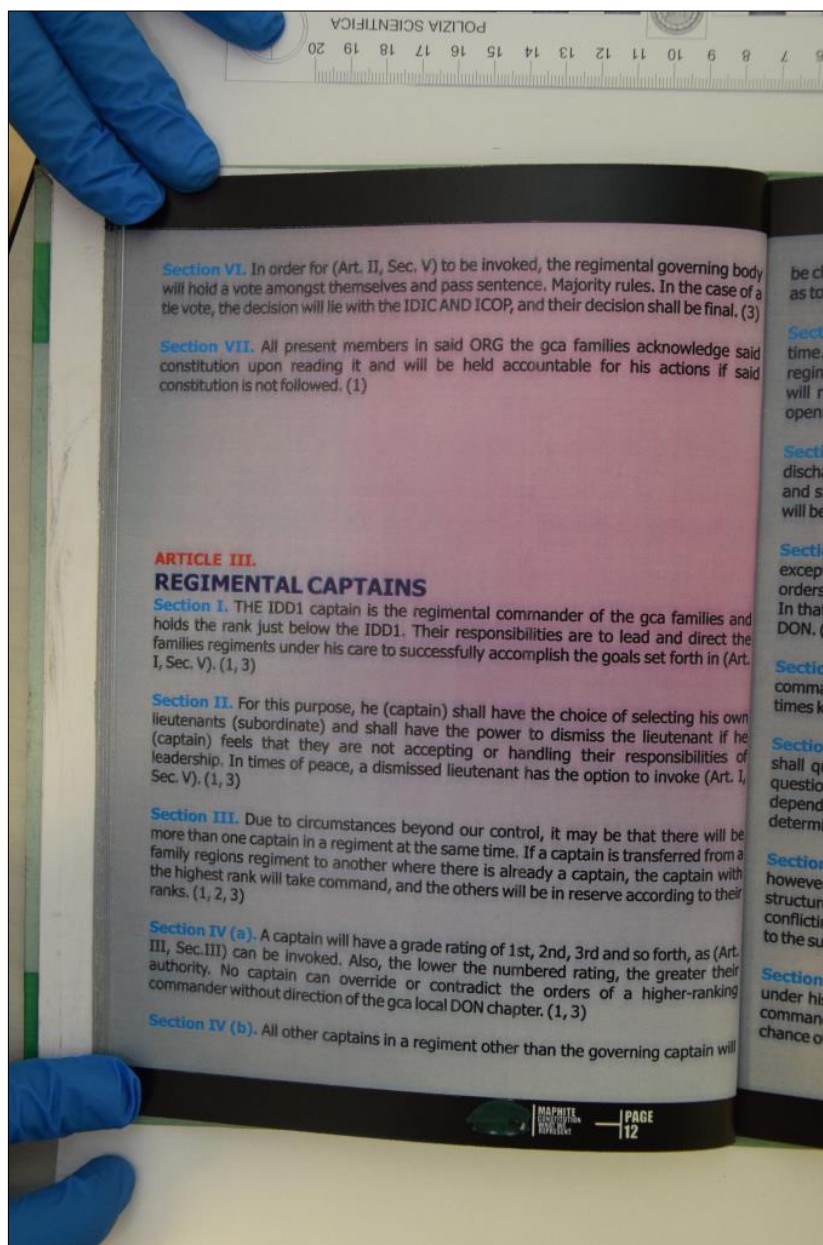 POLIZIA SCIENTIFICA
20 19 18 17 16 15 14 13 12 11 10 9 8 7
Section VI. In order for (Art. II, Sec. V) to be invoked, the regimental governing body
will hold a vote amongst themselves and pass sentence. Majority rules. In the case of a
tie vote, the decision will lie with the IDIC AND ICOP, and their decision shall be final. (3)
Section VII. All present members in said ORG the gca families acknowledge said
constitution upon reading it and will be held accountable for his actions if said
constitution is not followed. (1)
ARTICLE III.
REGIMENTAL CAPTAINS
Section I. THE IDD1 captain is the regimental commander of the gca families and
holds the rank just below the IDD1. Their responsibilities are to lead and direct the
families regiments under his care to successfully accomplish the goals set forth in (Art.
I, Sec. V). (1, 3)
Section II. For this purpose, he (captain) shall have the choice of selecting his own
lieutenants (subordinate) and shall have the power to dismiss the lieutenant if he
(captain) feels that they are not accepting or handling their responsibilities of
leadership. In times of peace, a dismissed lieutenant has the option to invoke (Art. I,
Sec. V). (1, 3)
Section III. Due to circumstances beyond our control, it may be that there will be
more than one captain in a regiment at the same time. If a captain is transferred from a
family regions regiment to another where there is already a captain, the captain with
the highest rank will take command, and the others will be in reserve according to their
ranks. (1, 2, 3)
Section IV (a). A captain will have a grade rating of 1st, 2nd, 3rd and so forth, as (Art.
III, Sec.III) can be invoked. Also, the lower the numbered rating, the greater their
authority. No captain can override or contradict the orders of a higher-ranking
commander without direction of the gca local DON chapter. (1, 3)
Section IV (b). All other captains in a regiment other than the governing captain will
MAPHITE
CONSTITUTION
WHAT WE
REPRESENT
PAGE
12
as to
time.
will
open
and
will be
orders
In that
DON.
times
shall
to the
under his
chance